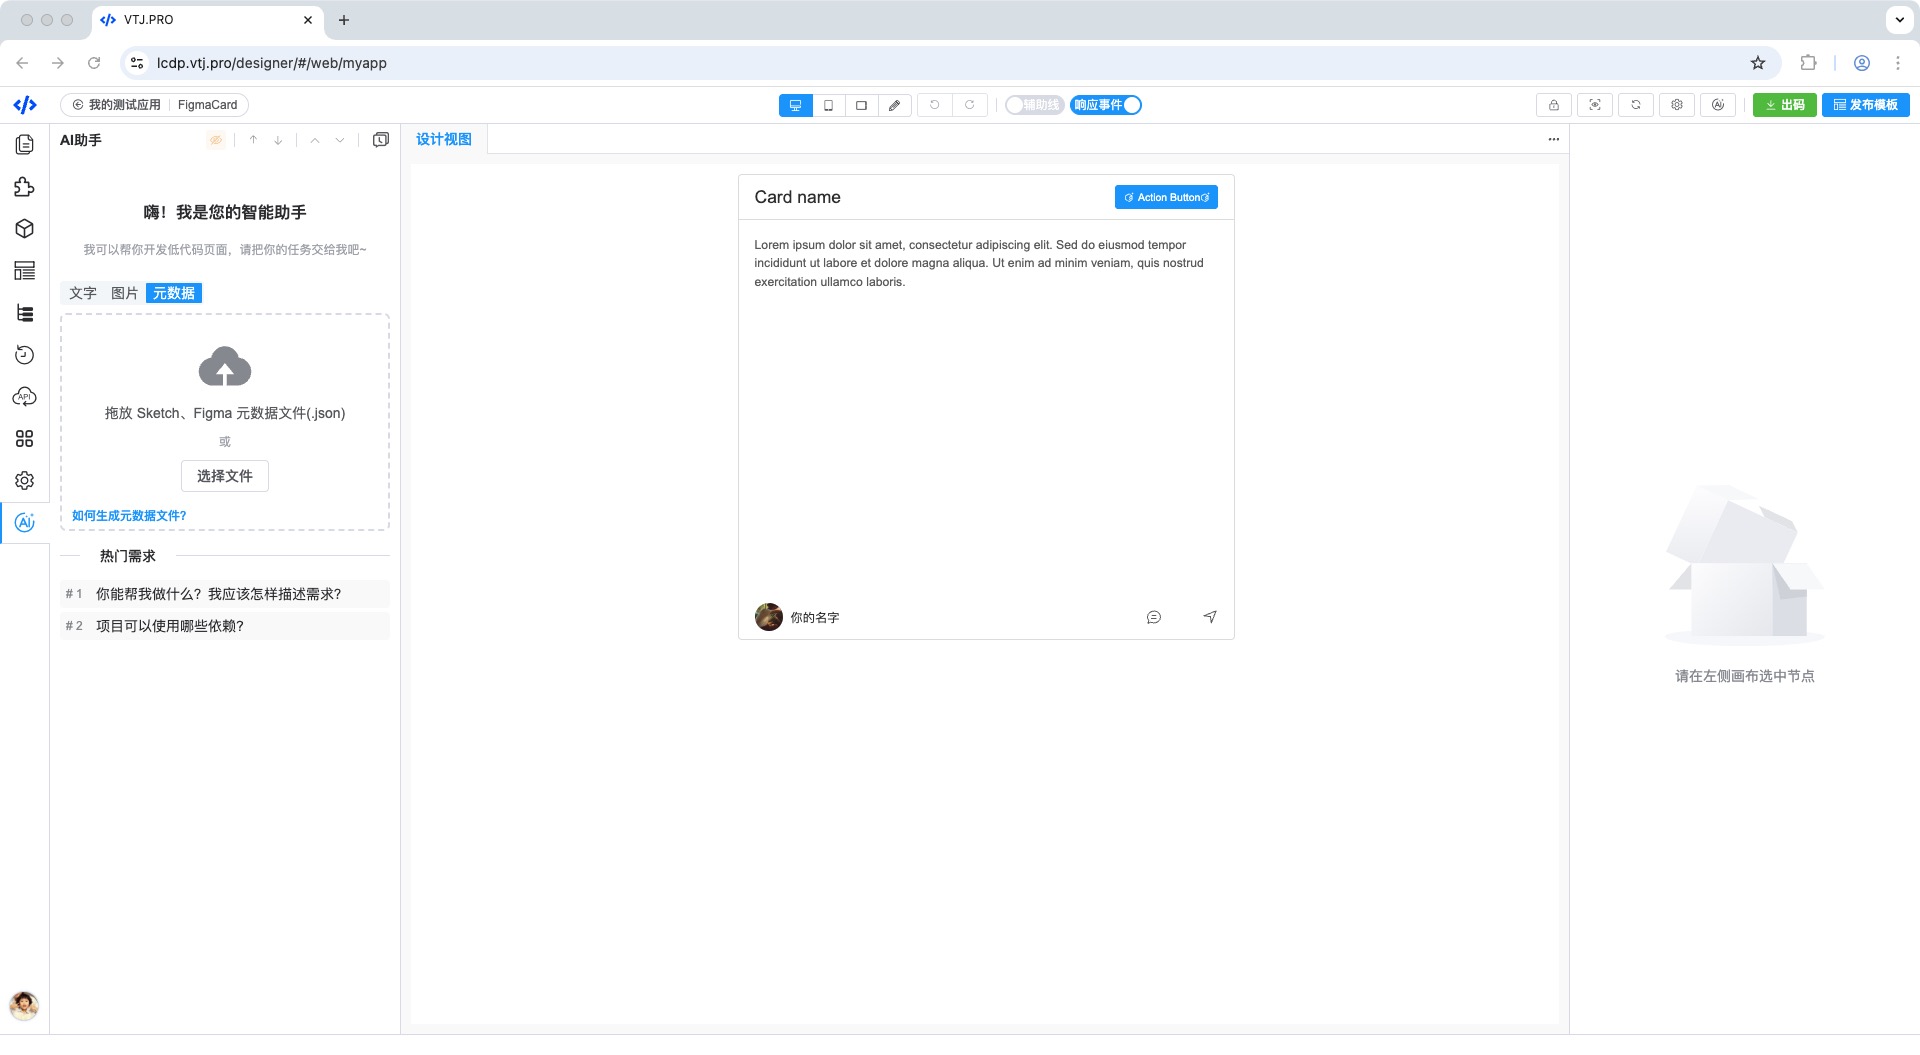 VTJ.PRO
lcdp.vtj.pro/designer/#/web/myapp
我的测试应用 FigmaCard
辅助线 响应事件
出码 发布模板
AI助手
嗨！我是您的智能助手
我可以帮你开发低代码页面，请把你的任务交给我吧~
文字 图片 元数据
拖放 Sketch、Figma 元数据文件(.json)
或
选择文件
如何生成元数据文件?
热门需求
# 1 你能帮我做什么？我应该怎样描述需求?
# 2 项目可以使用哪些依赖?
API
AI
设计视图
Card name
Action Button
Lorem ipsum dolor sit amet, consectetur adipiscing elit. Sed do eiusmod tempor
incididunt ut labore et dolore magna aliqua. Ut enim ad minim veniam, quis nostrud
exercitation ullamco laboris.
你的名字
请在左侧画布选中节点